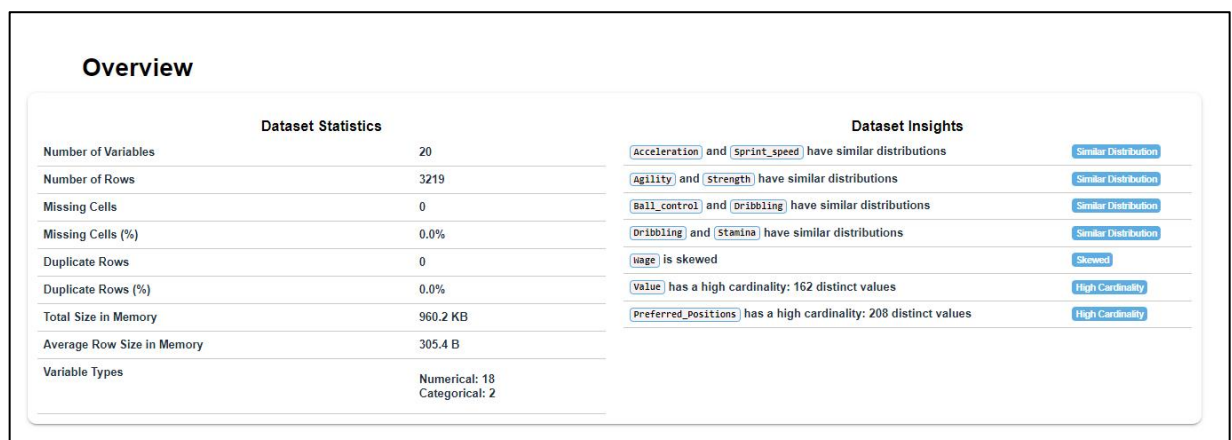 Overview
Dataset Statistics
Number of Variables 20
Number of Rows 3219
Missing Cells 0
Missing Cells (%) 0.0%
Duplicate Rows 0
Duplicate Rows (%) 0.0%
Total Size in Memory 960.2 KB
Average Row Size in Memory 305.4 B
Variable Types
Numerical: 18
Categorical: 2
Dataset Insights
Acceleration and Sprint_speed have similar distributions Similar Distribution
Agility and Strength have similar distributions Similar Distribution
Ball_control and Dribbling have similar distributions Similar Distribution
Dribbling and Stamina have similar distributions Similar Distribution
Wage is skewed Skewed
Value has a high cardinality: 162 distinct values High Cardinality
Preferred_Positions has a high cardinality: 208 distinct values High Cardinality